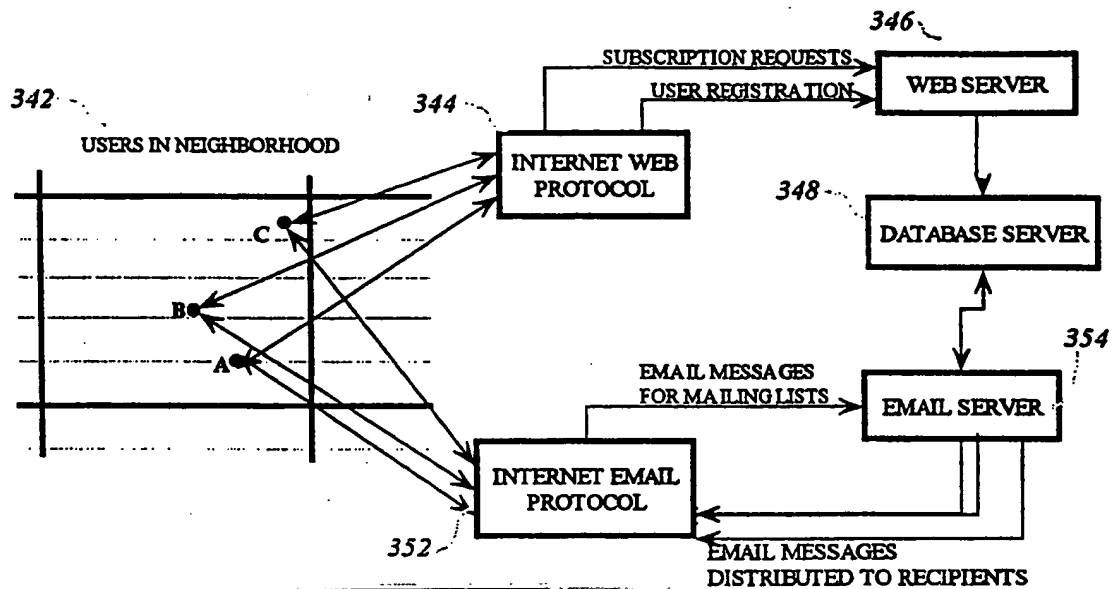 346
SUBSCRIPTION REQUESTS
WEB SERVER
342
344
USER REGISTRATION
USERS IN NEIGHBORHOOD
INTERNET WEB
PROTOCOL
348
C
DATABASE SERVER
B
A
354
EMAIL MESSAGES
FOR MAILING LISTS
EMAIL SERVER
INTERNET EMAIL
PROTOCOL
352
EMAIL MESSAGES
DISTRIBUTED TO RECIPIENTS